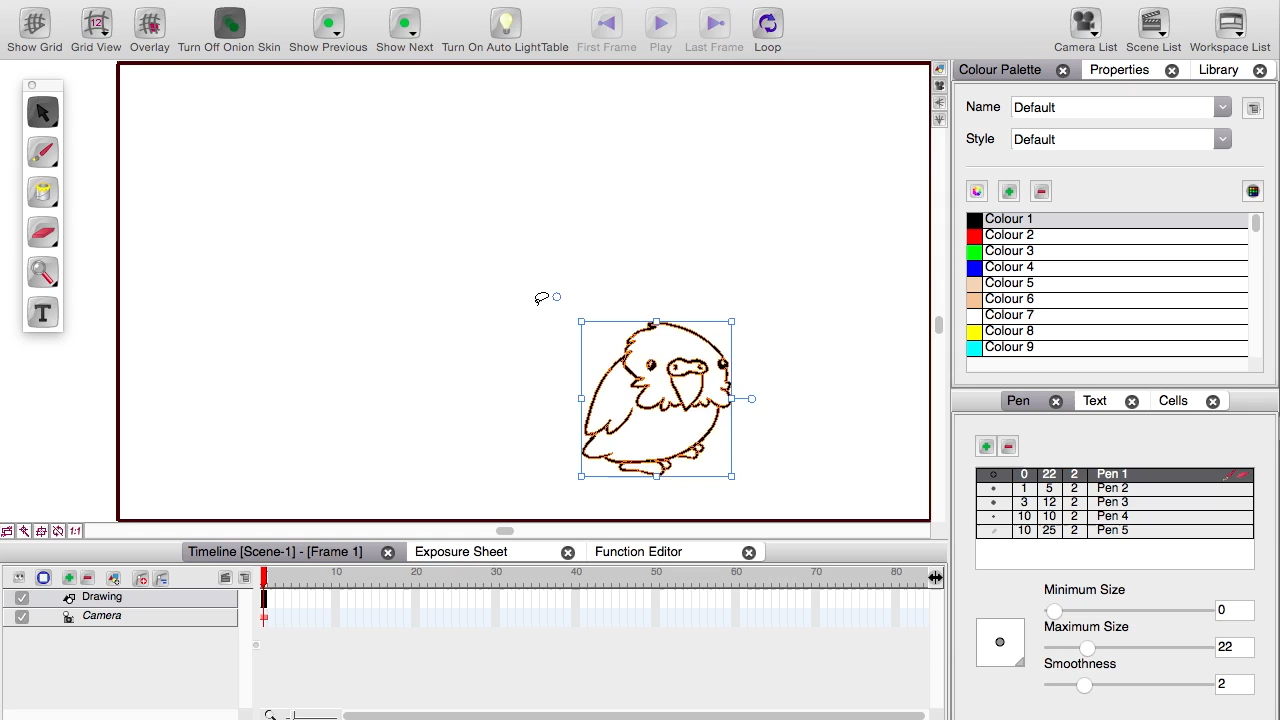 Show Grid Grid View Overlay Turn Off Onion Skin Show Previous Show Next Turn On Auto LightTable First Frame Play Last Frame Loop Camera List Scene List Workspace List
12
Colour Palette Properties Library
Name Default
Style Default
Colour 1
Colour 2
Colour 3
Colour 4
Colour 5
Colour 6
Colour 7
Colour 8
Colour 9
T
Pen Text Cells
0 22 2 Pen 1
1 5 2 Pen 2
3 12 2 Pen 3
10 10 2 Pen 4
10 25 2 Pen 5
1:1
Timeline [Scene-1] - [Frame 1] Exposure Sheet Function Editor
10 20 30 40 50 60 70 80
Drawing
Camera
Minimum Size
0
Maximum Size
22
Smoothness
2